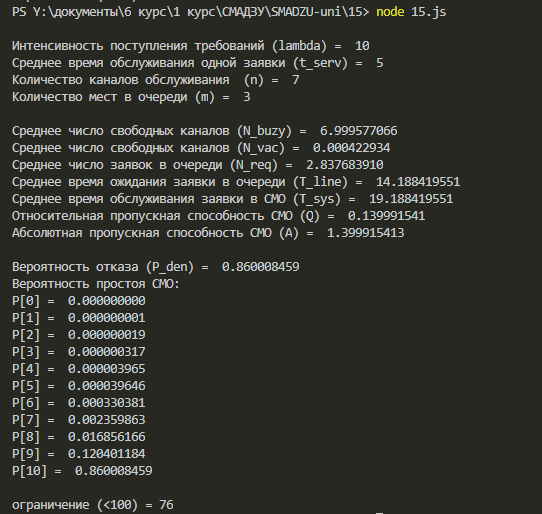 PS Y:\документы\6 курс\1 курс\СМАДЗУ\SMADZU-uni\15> node 15.js
Интенсивность поступления требований (lambda) = 10
Среднее время обслуживания одной заявки (t_serv) = 5
Количество каналов обслуживания (n) = 7
Количество мест в очереди (m) = 3
Среднее число свободных каналов (N_buzy) = 6.999577066
Среднее число свободных каналов (N_vac) = 0.000422934
Среднее число заявок в очереди (N_req) = 2.837683910
Среднее время ожидания заявки в очереди (T_line) = 14.188419551
Среднее время обслуживания заявки в СМО (T_sys) = 19.188419551
Относительная пропускная способность СМО (Q) = 0.139991541
Абсолютная пропускная способность СМО (A) = 1.399915413
Вероятность отказа (P_den) = 0.860008459
Вероятность простоя СМО:
P[0] = 0.000000000
P[1] = 0.000000001
P[2] = 0.000000019
P[3] = 0.000000317
P[4] = 0.000003965
P[5] = 0.000039646
P[6] = 0.000330381
P[7] = 0.002359863
P[8] = 0.016856166
P[9] = 0.120401184
P[10] = 0.860008459
ограничение (<100) = 76